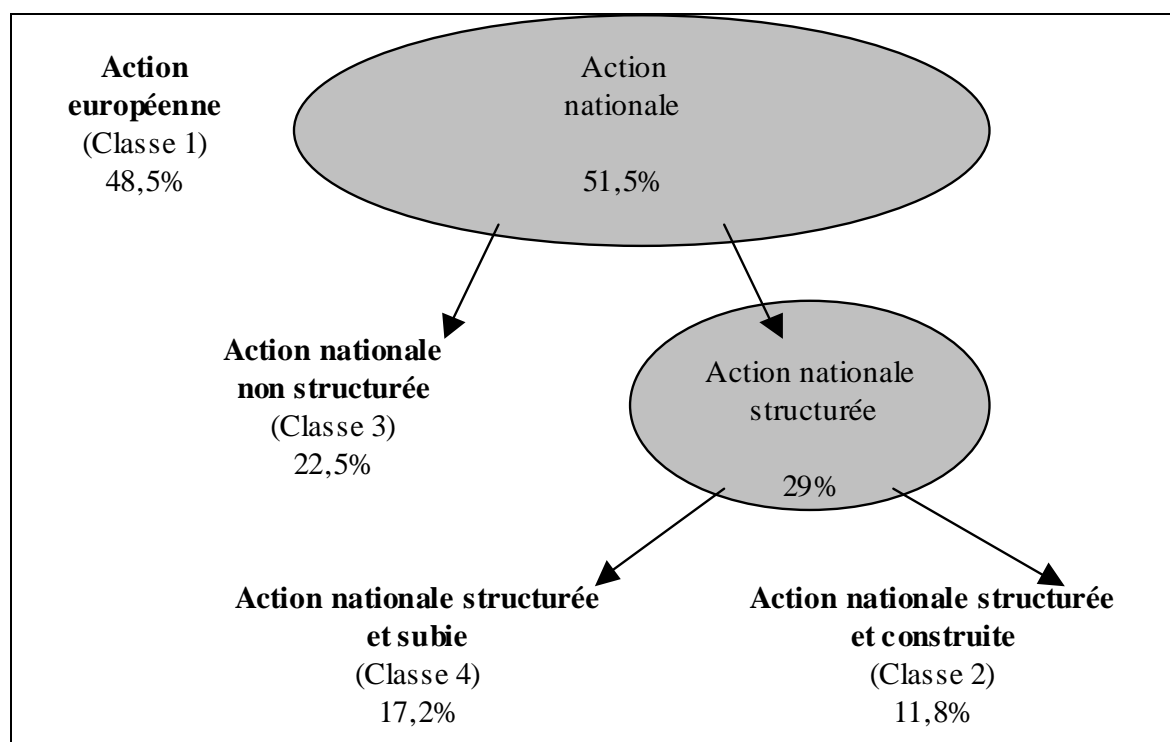 Action
européenne
(Classe 1)
48,5%
Action
nationale
51,5%
Action nationale
non structurée
(Classe 3)
22,5%
Action nationale
structurée
29%
Action nationale structurée
et subie
(Classe 4)
17,2%
Action nationale structurée
et construite
(Classe 2)
11,8%